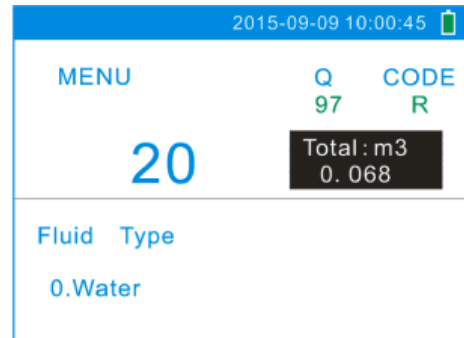 2015-09-09 10:00:45
MENU Q CODE
97 R
20
Total : m3
0. 068
Fluid Type
0.Water